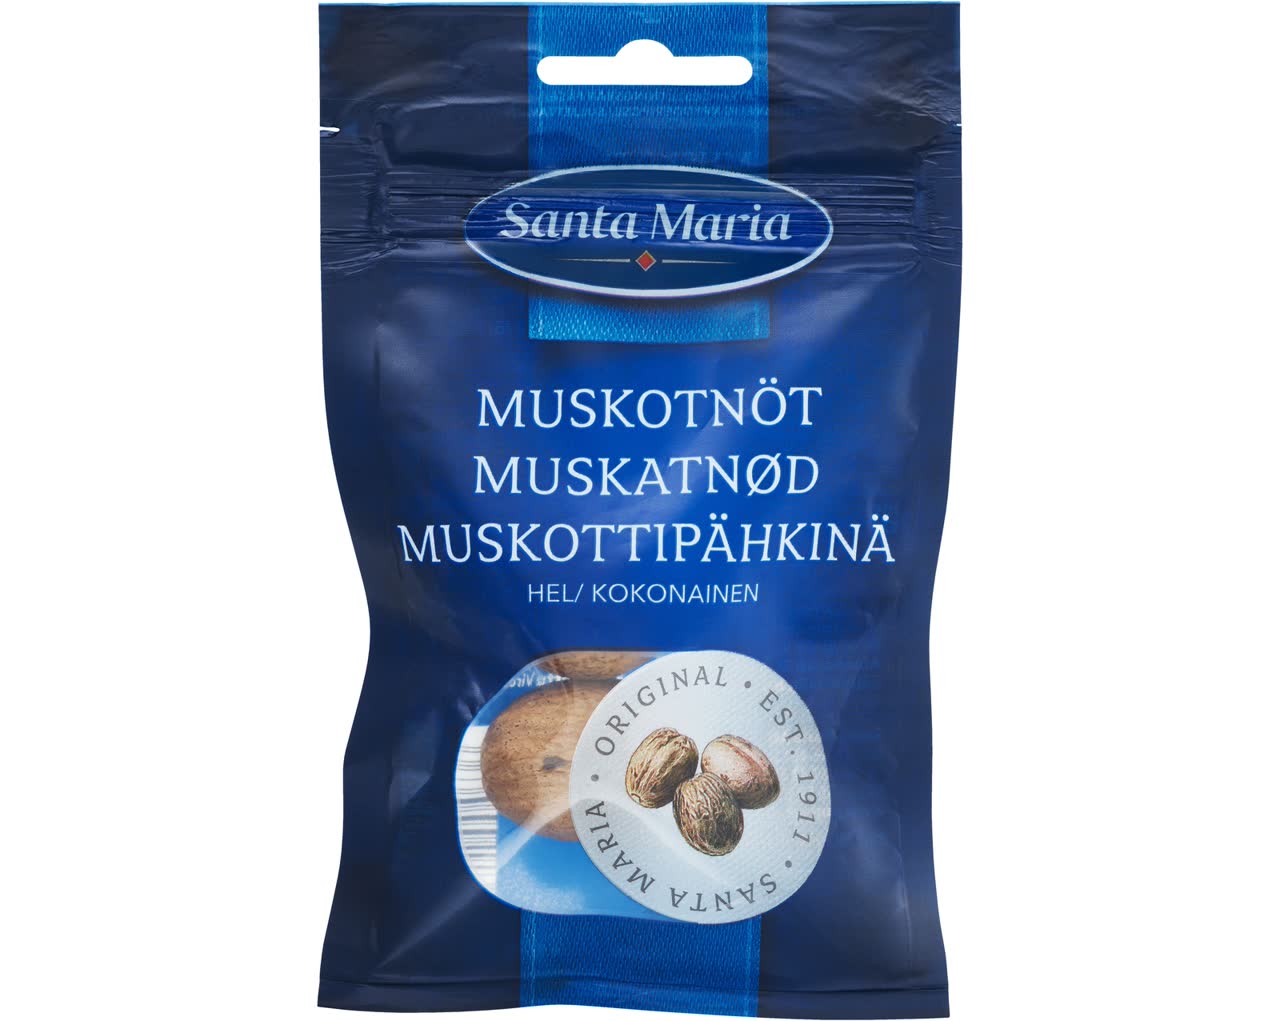 Santa Maria
MUSKOTNÖT
MUSKATNØD
MUSKOTTIPÄHKINÄ
HEL/ KOKONAINEN
ORIGINAL • EST. 1911 • SANTA MARIA •